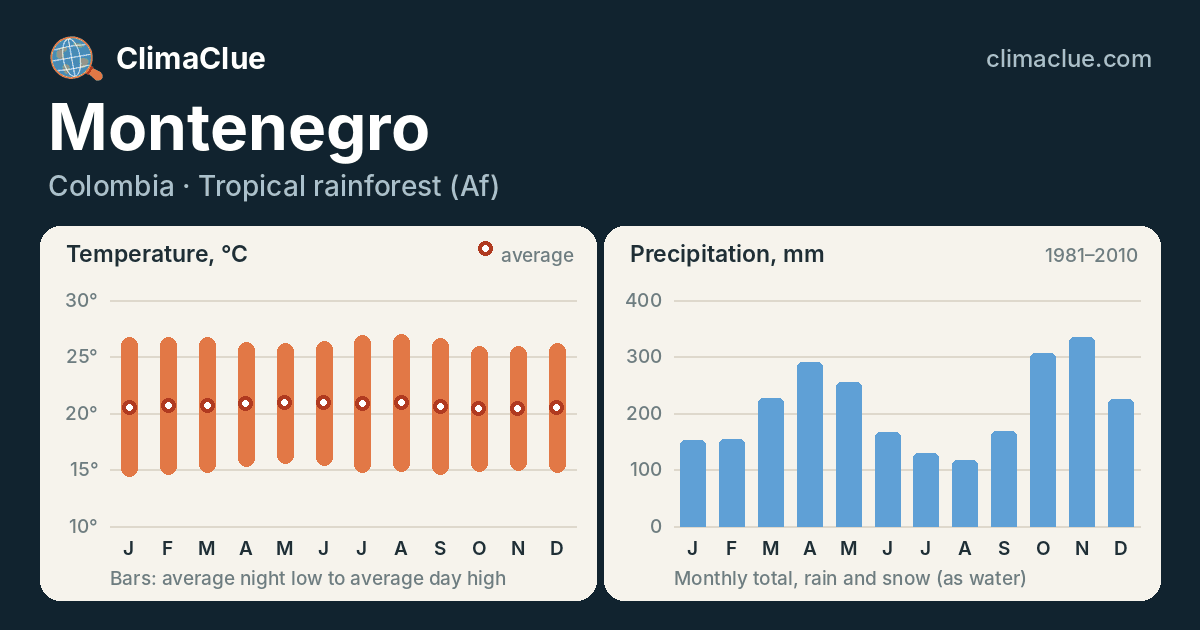 ClimaClue
climaclue.com
Montenegro
Colombia · Tropical rainforest (Af)
Temperature, °C
average
30°
25°
20°
15°
10°
J F M A M J J A S O N D
Bars: average night low to average day high
Precipitation, mm
1981–2010
400
300
200
100
0
J F M A M J J A S O N D
Monthly total, rain and snow (as water)